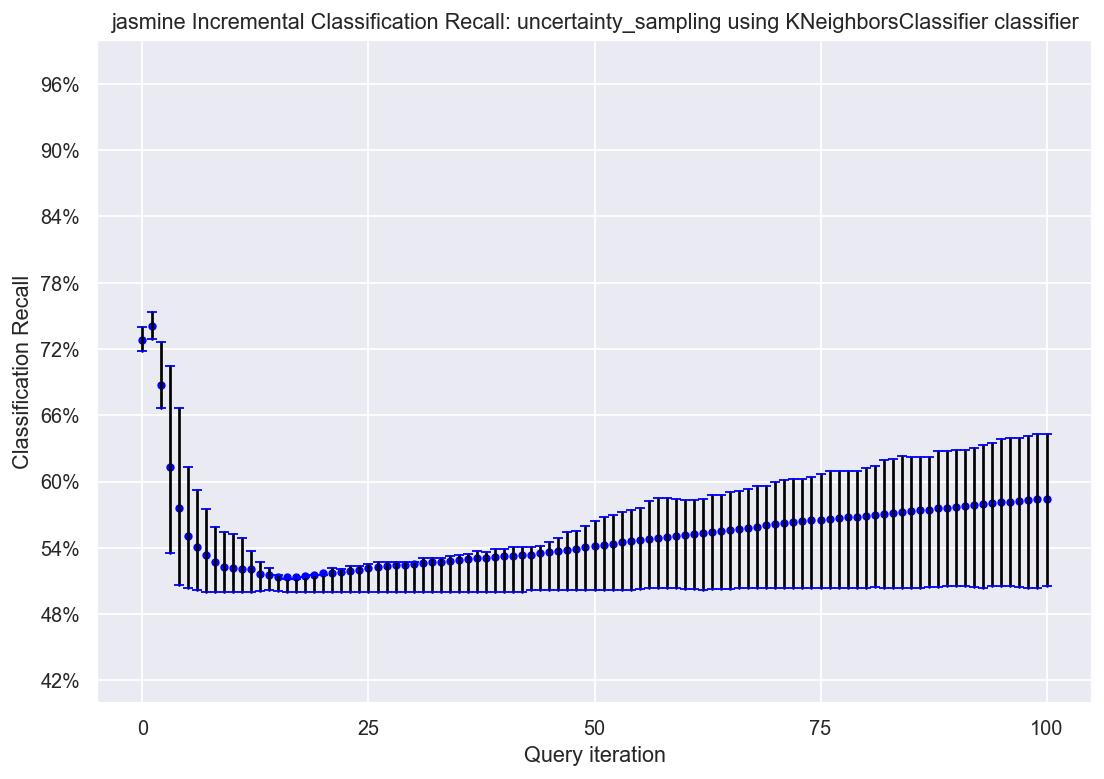 jasmine Incremental Classification Recall: uncertainty_sampling using KNeighborsClassifier classifier
96%
90%
84%
78%
72%
66%
60%
54%
48%
42%
Classification Recall
0 25 50 75 100
Query iteration